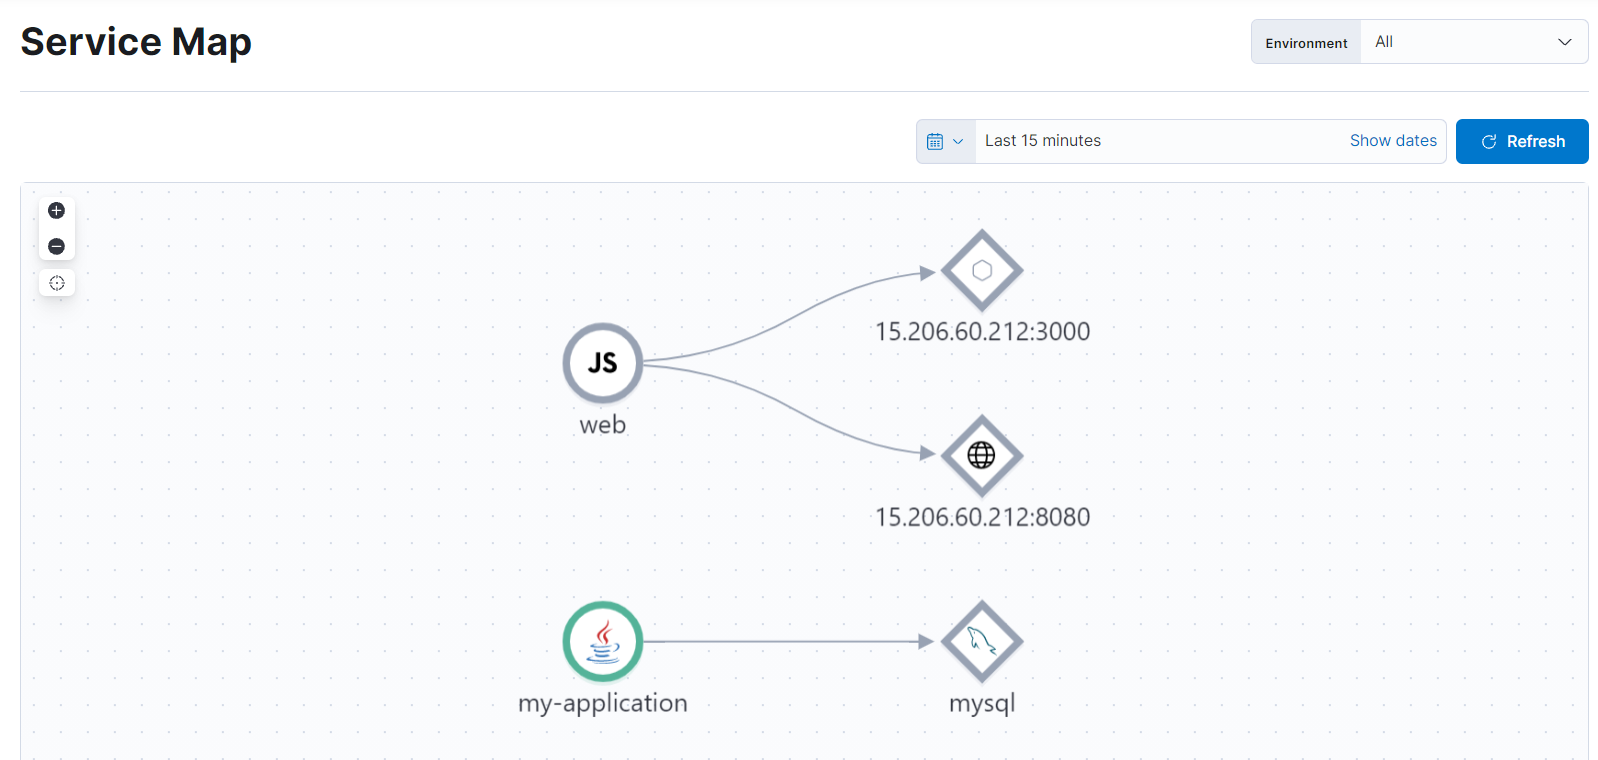 Service Map
Environment All
Last 15 minutes Show dates Refresh
15.206.60.212:3000
JS
web
15.206.60.212:8080
my-application
mysql